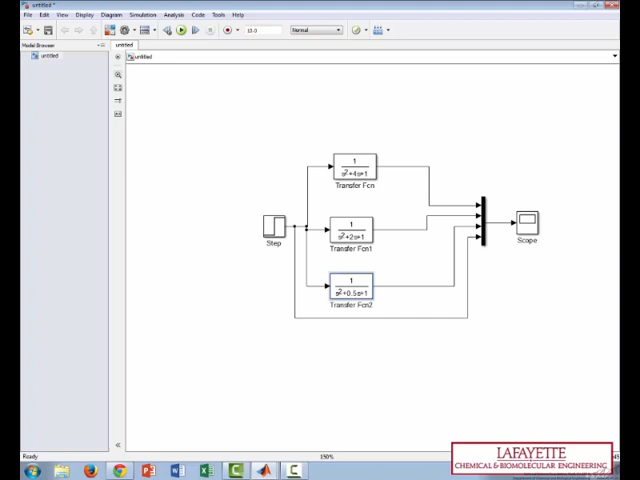 untitled *
File Edit View Display Diagram Simulation Analysis Code Tools Help
10.0
Normal
Model Browser
untitled
untitled
untitled
1
s²+4s+1
Transfer Fcn
Step
1
s²+2s+1
Transfer Fcn1
Scope
1
s²+0.5s+1
Transfer Fcn2
Ready
150%
LAFAYETTE
CHEMICAL & BIOMOLECULAR ENGINEERING